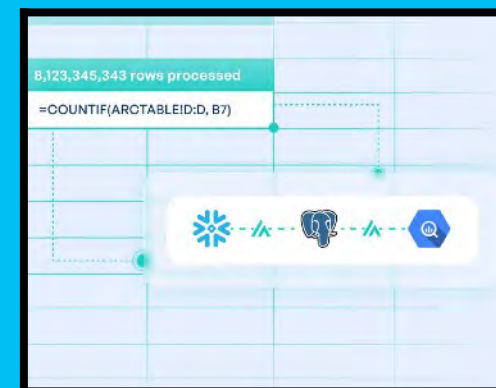 8,123,345,343 rows processed
=COUNTIF(ARCTABLE!D:D, B7)